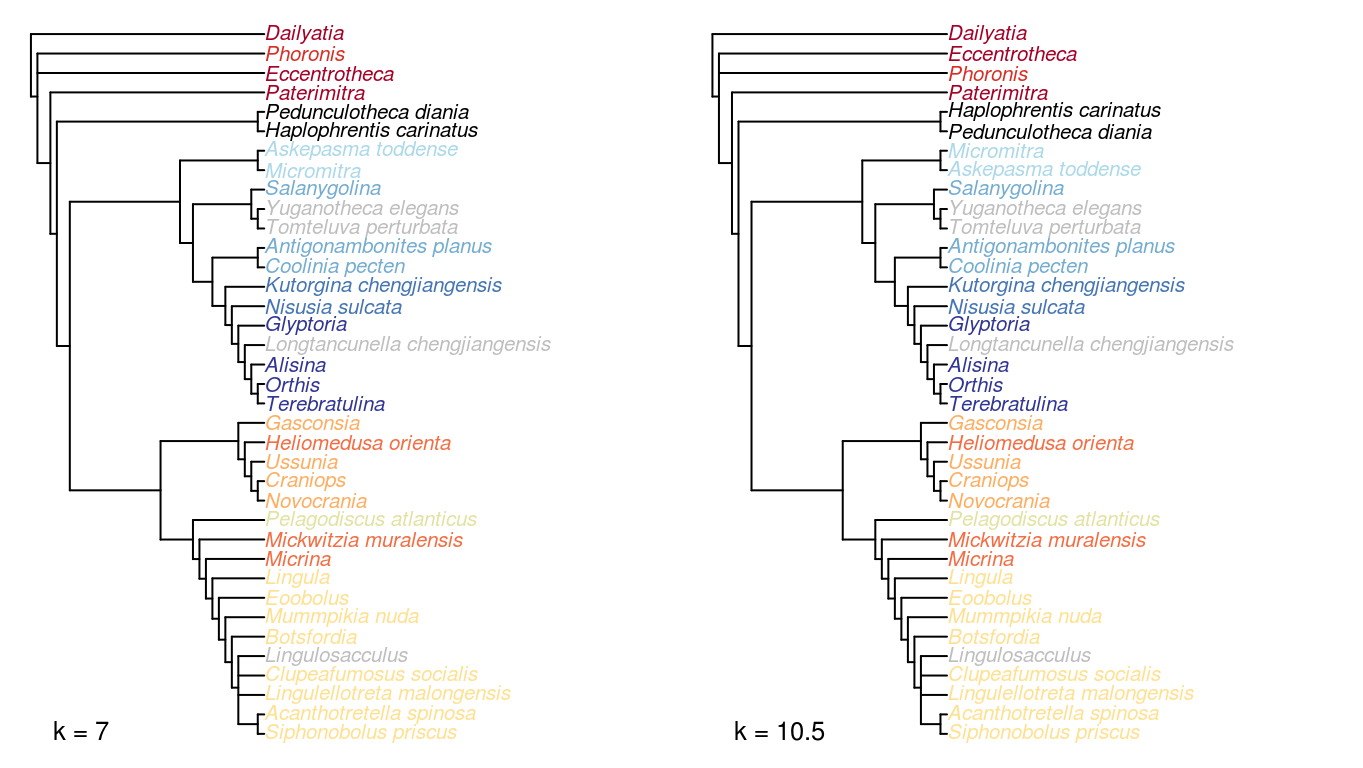 Dailyatia
Phoronis
Eccentrotheca
Paterimitra
Pedunculotheca diania
Haplophrentis carinatus
Askepasma toddense
Micromitra
Salanygolina
Yuganotheca elegans
Tomteluva perturbata
Antigonambonites planus
Coolinia pecten
Kutorgina chengjiangensis
Nisusia sulcata
Glyptoria
Longtancunella chengjiangensis
Alisina
Orthis
Terebratulina
Gasconsia
Heliomedusa orienta
Ussunia
Craniops
Novocrania
Pelagodiscus atlanticus
Mickwitzia muralensis
Micrina
Lingula
Eoobolus
Mummpikia nuda
Botsfordia
Lingulosacculus
Clupeafumosus socialis
Lingulellotreta malongensis
Acanthotretella spinosa
Siphonobolus priscus
k = 7
Dailyatia
Eccentrotheca
Phoronis
Paterimitra
Haplophrentis carinatus
Pedunculotheca diania
Micromitra
Askepasma toddense
Salanygolina
Yuganotheca elegans
Tomteluva perturbata
Antigonambonites planus
Coolinia pecten
Kutorgina chengjiangensis
Nisusia sulcata
Glyptoria
Longtancunella chengjiangensis
Alisina
Orthis
Terebratulina
Gasconsia
Heliomedusa orienta
Ussunia
Craniops
Novocrania
Pelagodiscus atlanticus
Mickwitzia muralensis
Micrina
Lingula
Eoobolus
Mummpikia nuda
Botsfordia
Lingulosacculus
Clupeafumosus socialis
Lingulellotreta malongensis
Acanthotretella spinosa
Siphonobolus priscus
k = 10.5